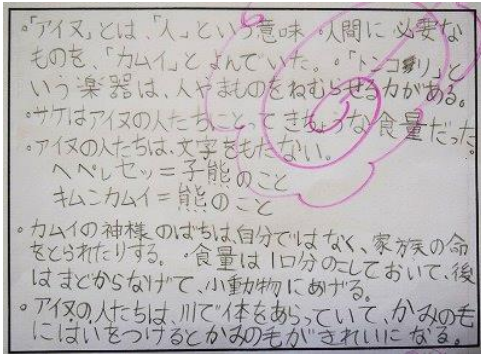 。「アイヌ」とは、「人」という意味。人間に必要な
ものを、「カムイ」とよんでいた。。「トンコリ」と
いう楽器は、人やまものをねむらせる力がある。
。サケはアイヌの人たちにとってきちょうな食量だった。
。アイヌの人たちは、文字をもたない。
ヘペレセッ=子熊のこと
キムンカムイ=熊のこと
。カムイの神様のばちは、自分ではなく、家族の命
をとられたりする。。食量は1口分のこしておいて、後
はまどからなげて、小動物にあげる。
。アイヌの人たちは、川で体をあらっていて、かみの毛
にはいをつけるとかみの毛がきれいになる。